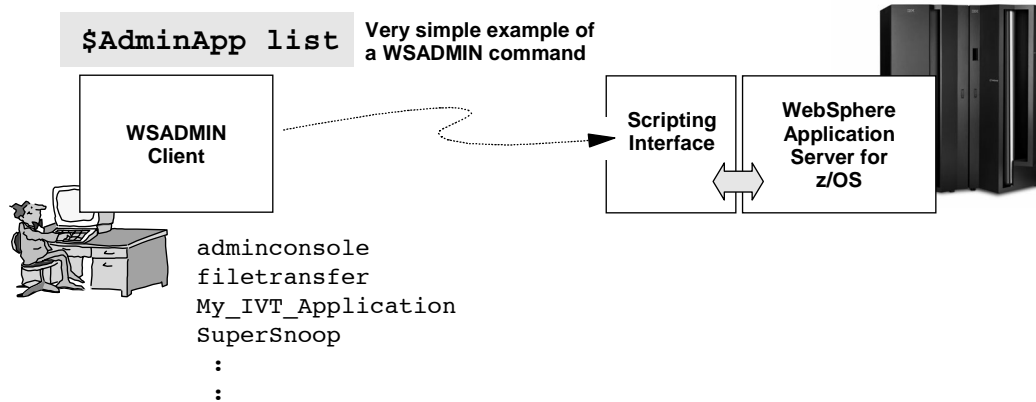 $AdminApp list
Very simple example of
a WSADMIN command
WSADMIN
Client
Scripting
Interface
WebSphere
Application
Server for
z/OS
adminconsole
filetransfer
My_IVT_Application
SuperSnoop
:
: